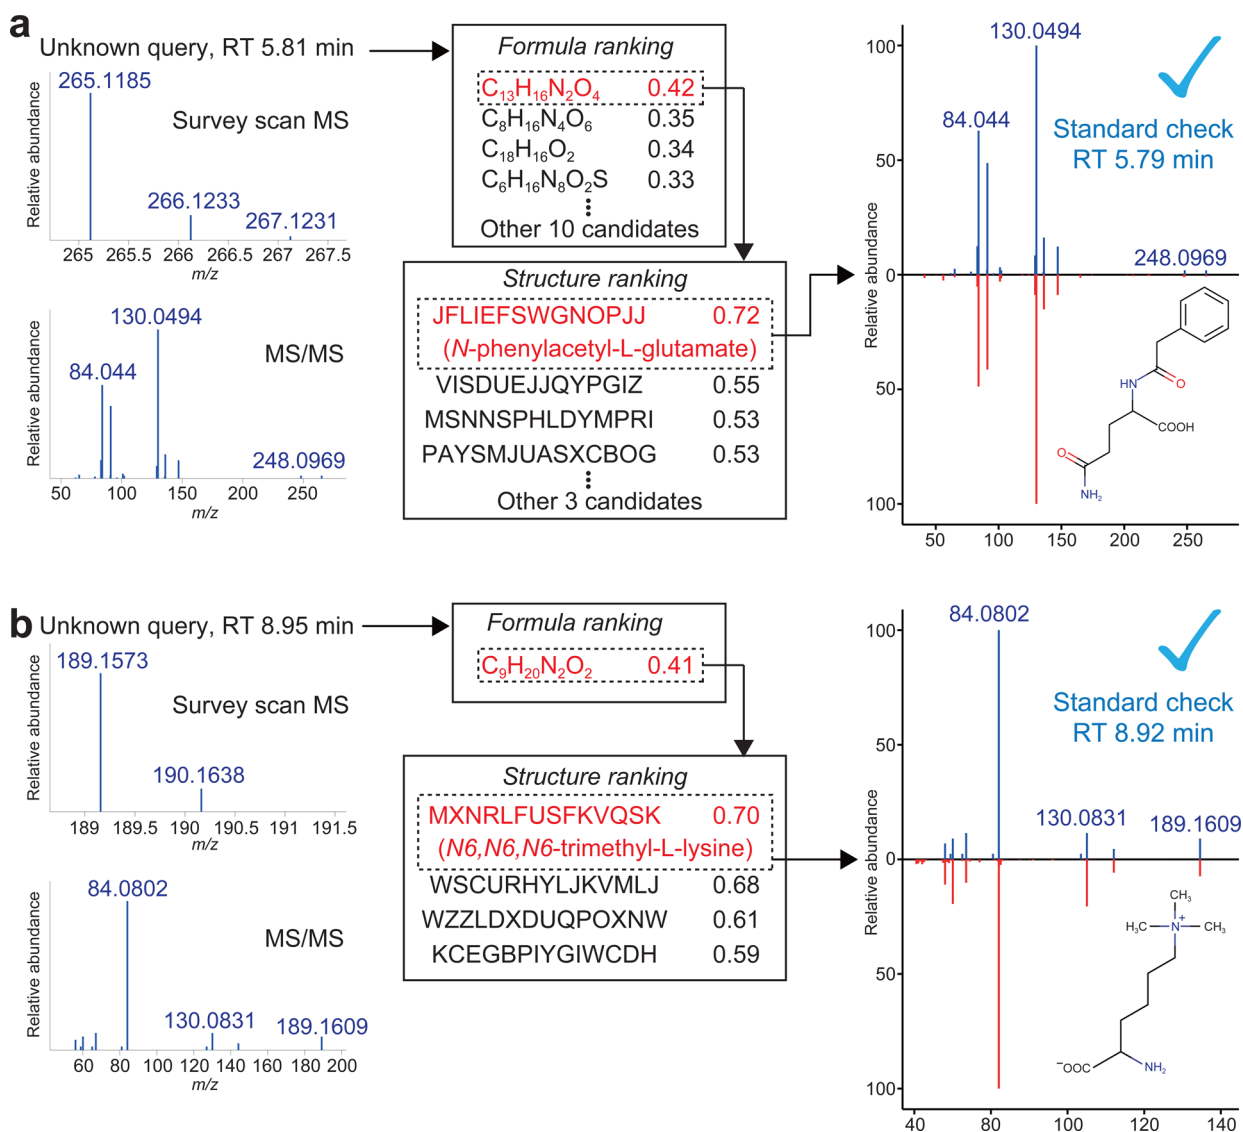 a
Unknown query, RT 5.81 min
265.1185
Survey scan MS
266.1233
267.1231
Relative abundance
265 265.5 266 266.5 267 267.5
m/z
130.0494
MS/MS
84.044
248.0969
Relative abundance
50 100 150 200 250
m/z
Formula ranking
C13H16N2O4 0.42
C8H16N4O6 0.35
C18H16O2 0.34
C6H16N8O2S 0.33
Other 10 candidates
Structure ranking
JFLIEFSWGNOPJJ 0.72
(N-phenylacetyl-L-glutamate)
VISDUEJJQYPGIZ 0.55
MSNNSPHLDYMPRI 0.53
PAYSMJUASXCBOG 0.53
Other 3 candidates
130.0494
100
84.044
Standard check
RT 5.79 min
50
248.0969
0
Relative abundance
HN
O
COOH
50
O
NH2
100
50 100 150 200 250
b
Unknown query, RT 8.95 min
189.1573
Survey scan MS
190.1638
Relative abundance
189 189.5 190 190.5 191 191.5
m/z
84.0802
MS/MS
130.0831
189.1609
Relative abundance
60 80 100 120 140 160 180 200
m/z
Formula ranking
C9H20N2O2 0.41
Structure ranking
MXNRLFUSFKVQSK 0.70
(N6,N6,N6-trimethyl-L-lysine)
WSCURHYLJKVMLJ 0.68
WZZLDXDUQPOXNW 0.61
KCEGBPIYGIWCDH 0.59
84.0802
100
Standard check
RT 8.92 min
50
130.0831
189.1609
0
Relative abundance
CH3
H3C N+ CH3
50
−OOC NH2
100
40 80 100 120 140